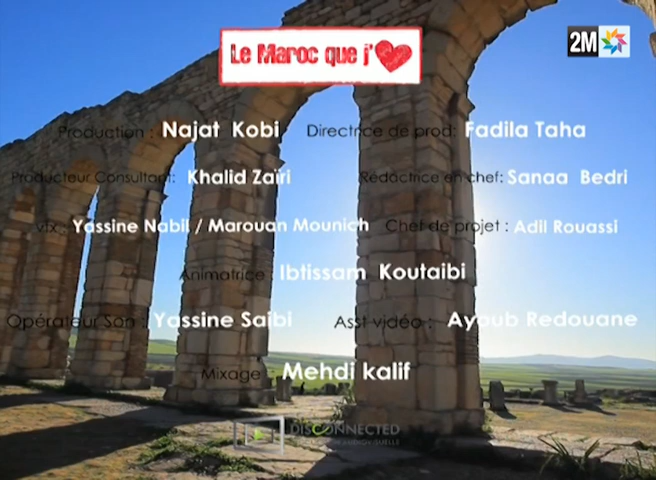 Le Maroc que j'
2M
Production : Najat Kobi Directrice de prod: Fadila Taha
Producteur Consultant: Khalid Zaïri Rédactrice en chef: Sanaa Bedri
vfx : Yassine Nabil / Marouan Mounich Chef de projet : Adil Rouassi
Animatrice : Ibtissam Koutaibi
Opérateur Son : Yassine Saibi Asst vidéo : Ayoub Redouane
Mixage : Mehdi kalif
DISCONNECTED